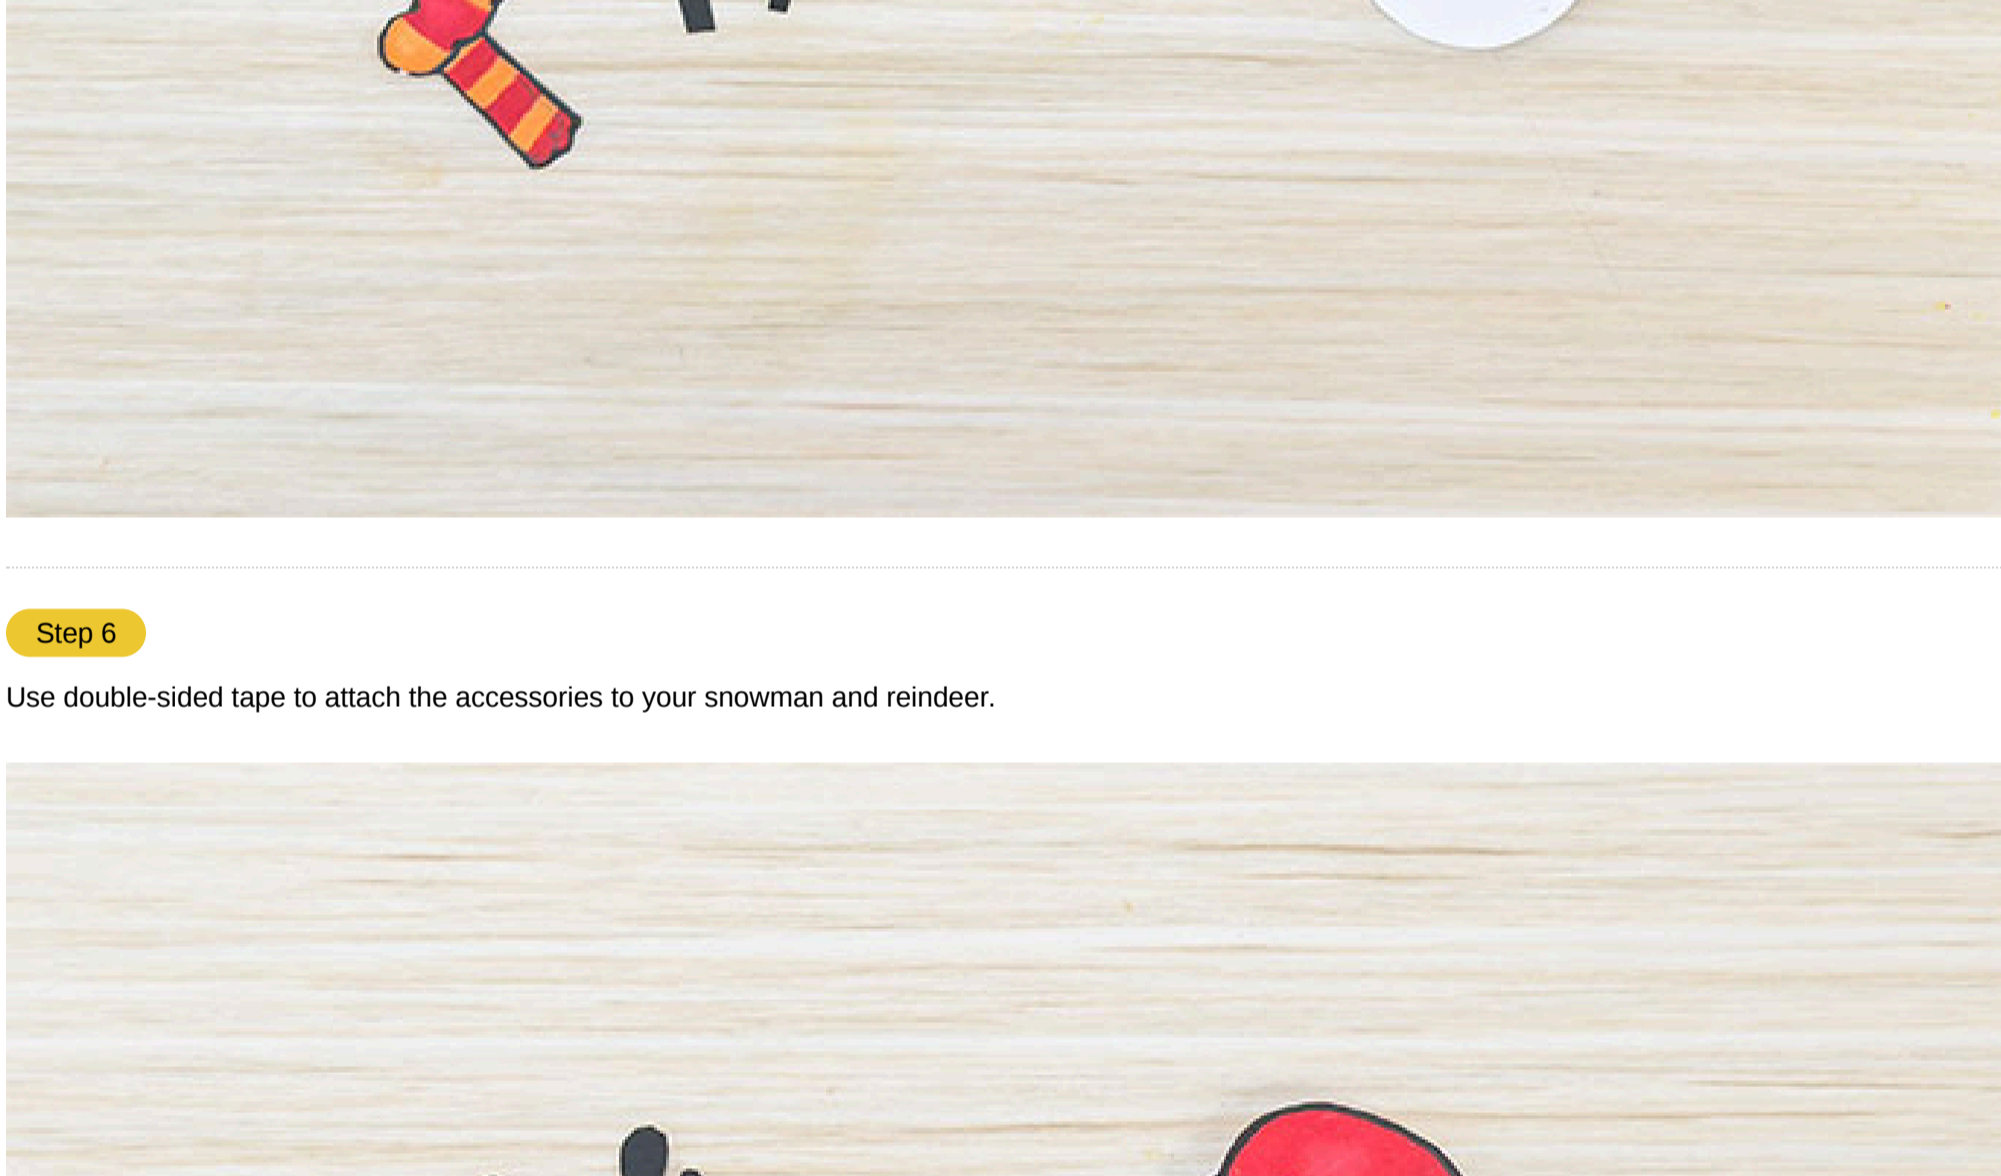 Step 6
Use double-sided tape to attach the accessories to your snowman and reindeer.